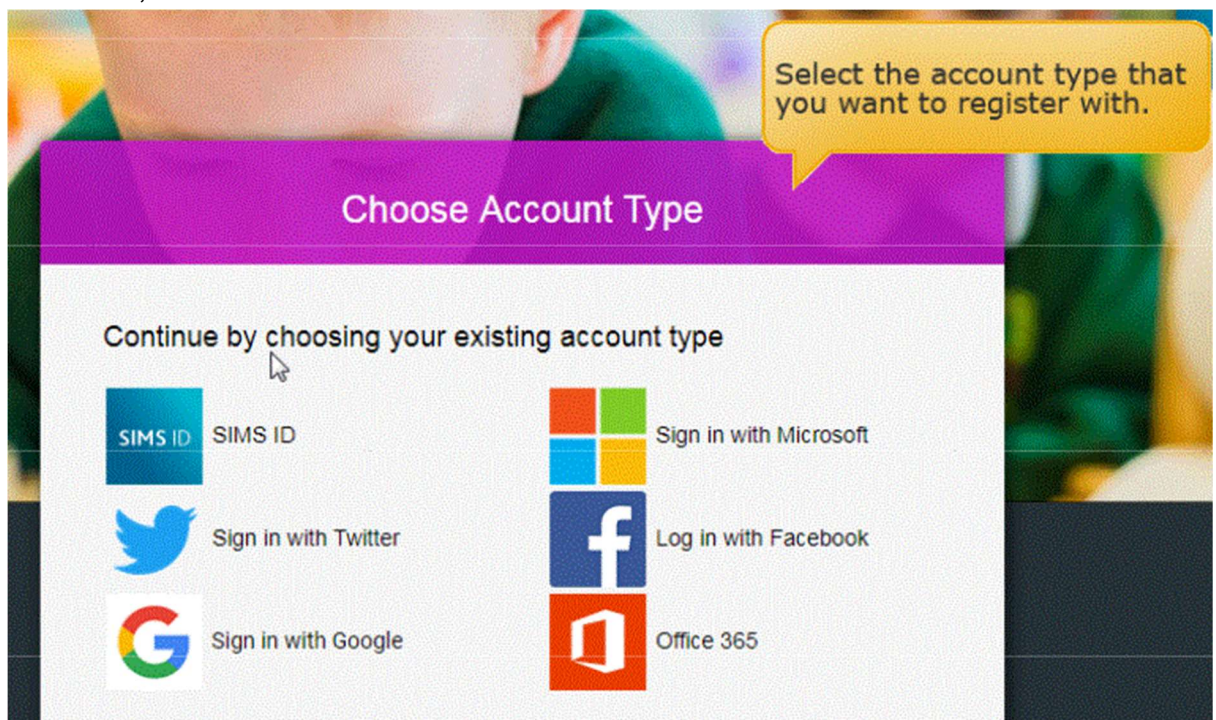 Select the account type that
you want to register with.
Choose Account Type
Continue by choosing your existing account type
SIMS ID SIMS ID
Sign in with Microsoft
Sign in with Twitter
f Log in with Facebook
G Sign in with Google
Office 365